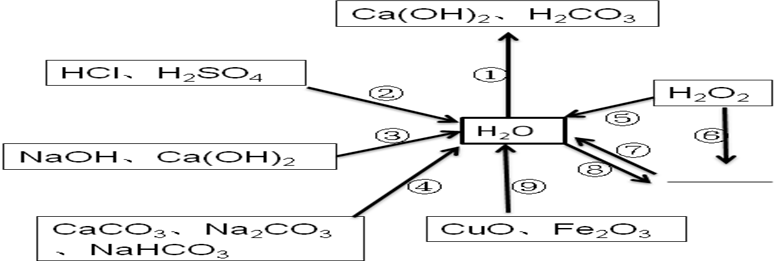 Ca(OH)₂、H₂CO₃
①
HCl、H₂SO₄
②
H₂O₂
⑤
⑥
③
H₂O
NaOH、Ca(OH)₂
⑦
⑧
④
⑨
CaCO₃、Na₂CO₃
、NaHCO₃
CuO、Fe₂O₃